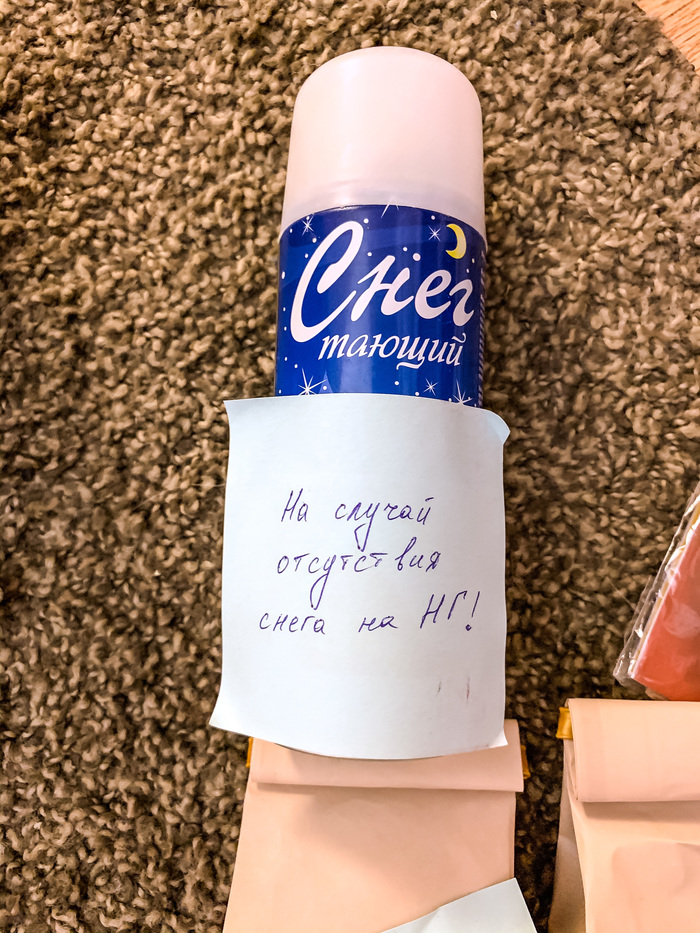 Снег
тающий
На случай
отсутствия
снега на НГ!